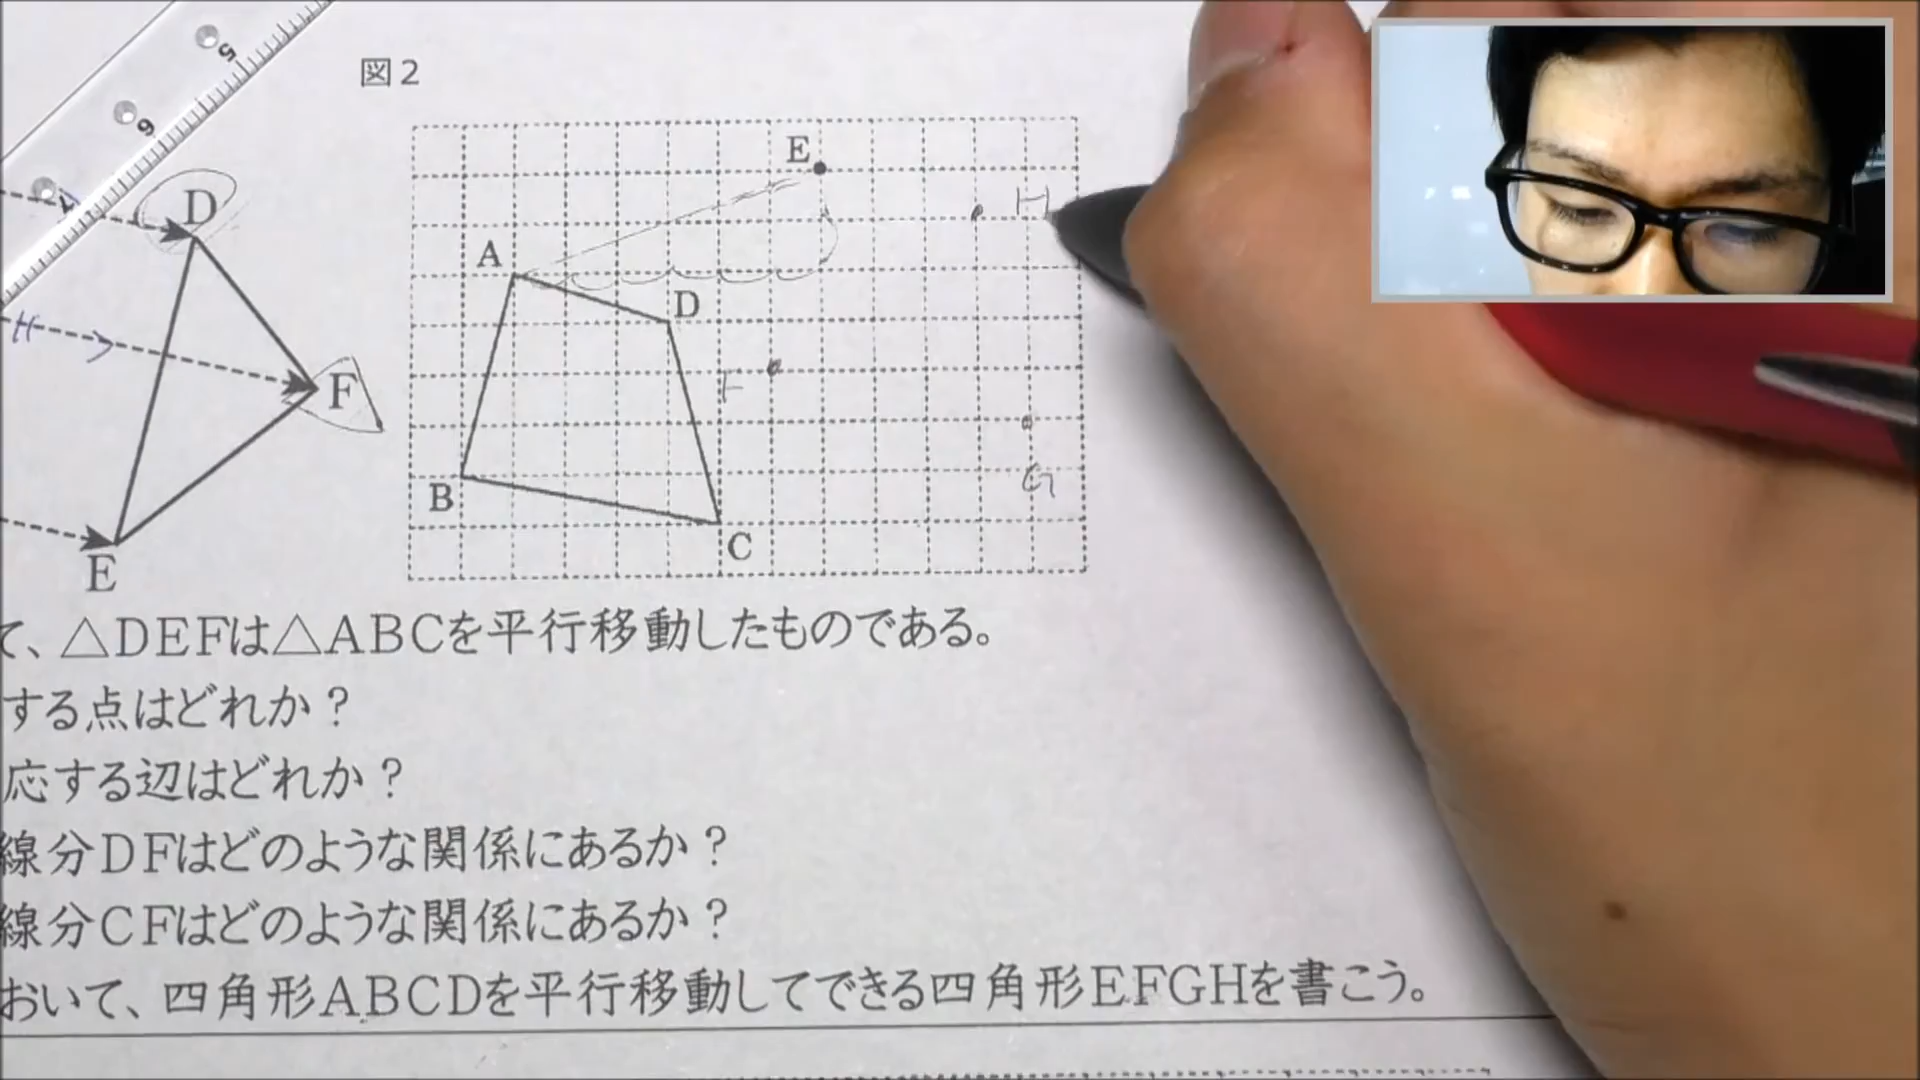 5
6
図2
E
H
D
A
D
H
F
F
G
B
C
E
て、△DEFは△ABCを平行移動したものである。
する点はどれか?
応する辺はどれか?
線分DFはどのような関係にあるか?
線分CFはどのような関係にあるか?
おいて、四角形ABCDを平行移動してできる四角形EFGHを書こう。